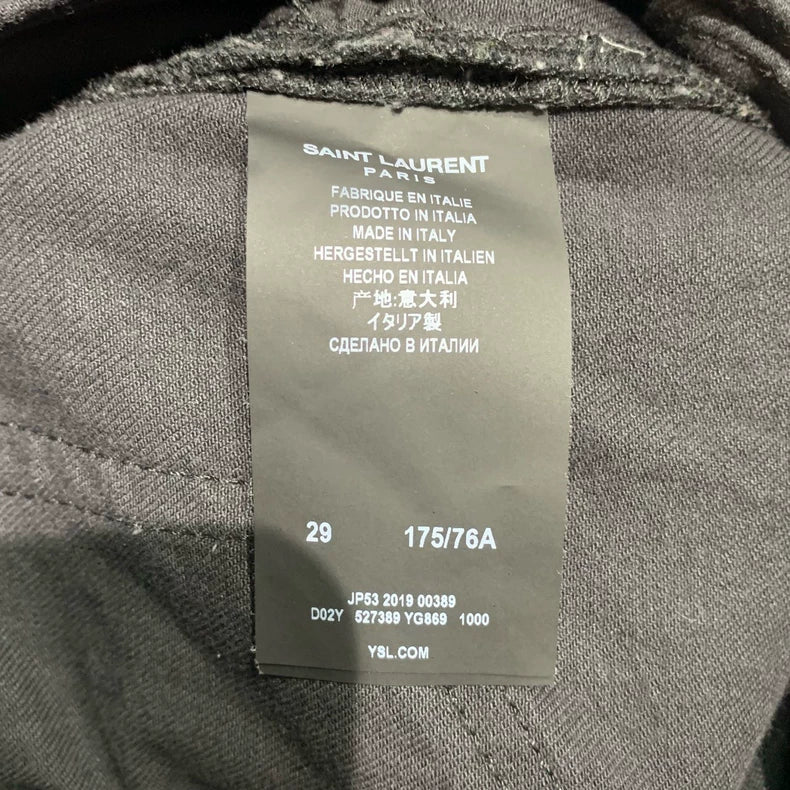 SAINT LAURENT
PARIS
FABRIQUE EN ITALIE
PRODOTTO IN ITALIA
MADE IN ITALY
HERGESTELLT IN ITALIEN
HECHO EN ITALIA
产地:意大利
イタリア製
СДЕЛАНО В ИТАЛИИ
29 175/76A
JP53 2019 00389
D02Y 527389 YG869 1000
YSL.COM